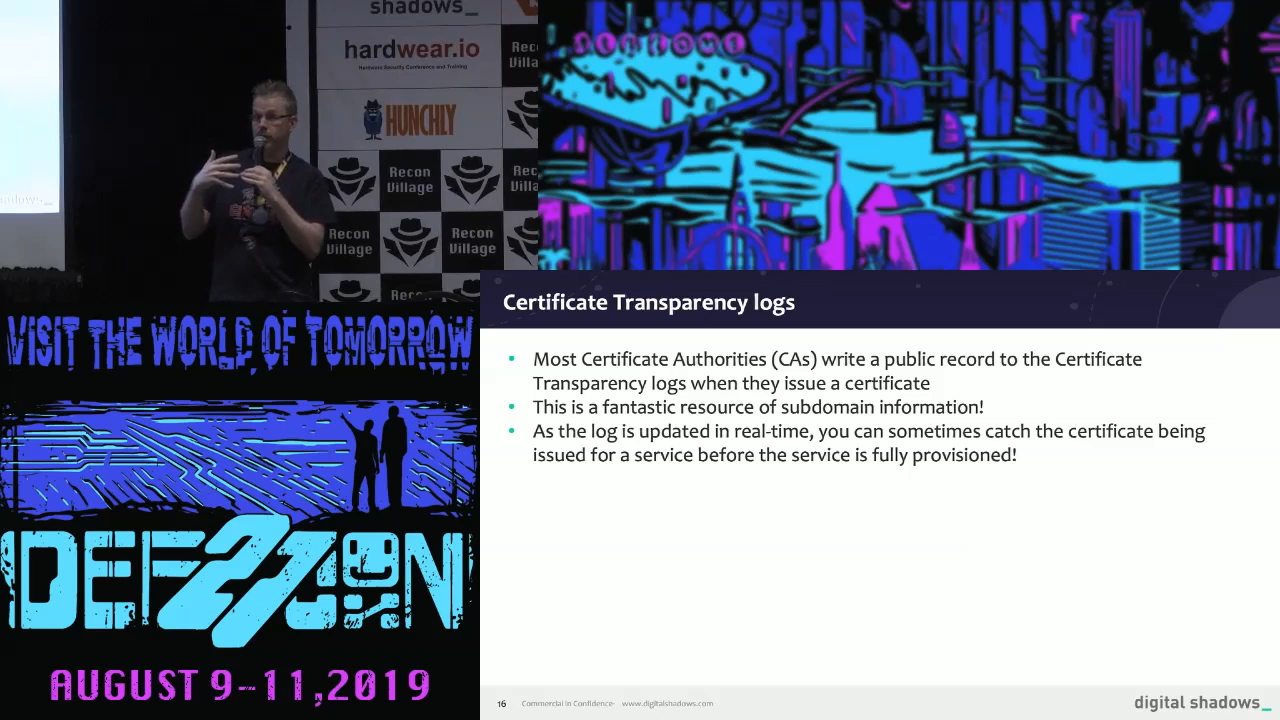 shadows_
hardwear.io
Hardware Security Conference and Training
Reco
Village
HUNCHLY
Recon
Village
Recon
Village
Recon
Village
Reco
VISIT THE WORLD OF TOMORROW
DEF 27 CON
AUGUST 9-11,2019
Certificate Transparency logs
• Most Certificate Authorities (CAs) write a public record to the Certificate
Transparency logs when they issue a certificate
• This is a fantastic resource of subdomain information!
• As the log is updated in real-time, you can sometimes catch the certificate being
issued for a service before the service is fully provisioned!
16 Commercial in Confidence www.digitalshadows.com
digital shadows_